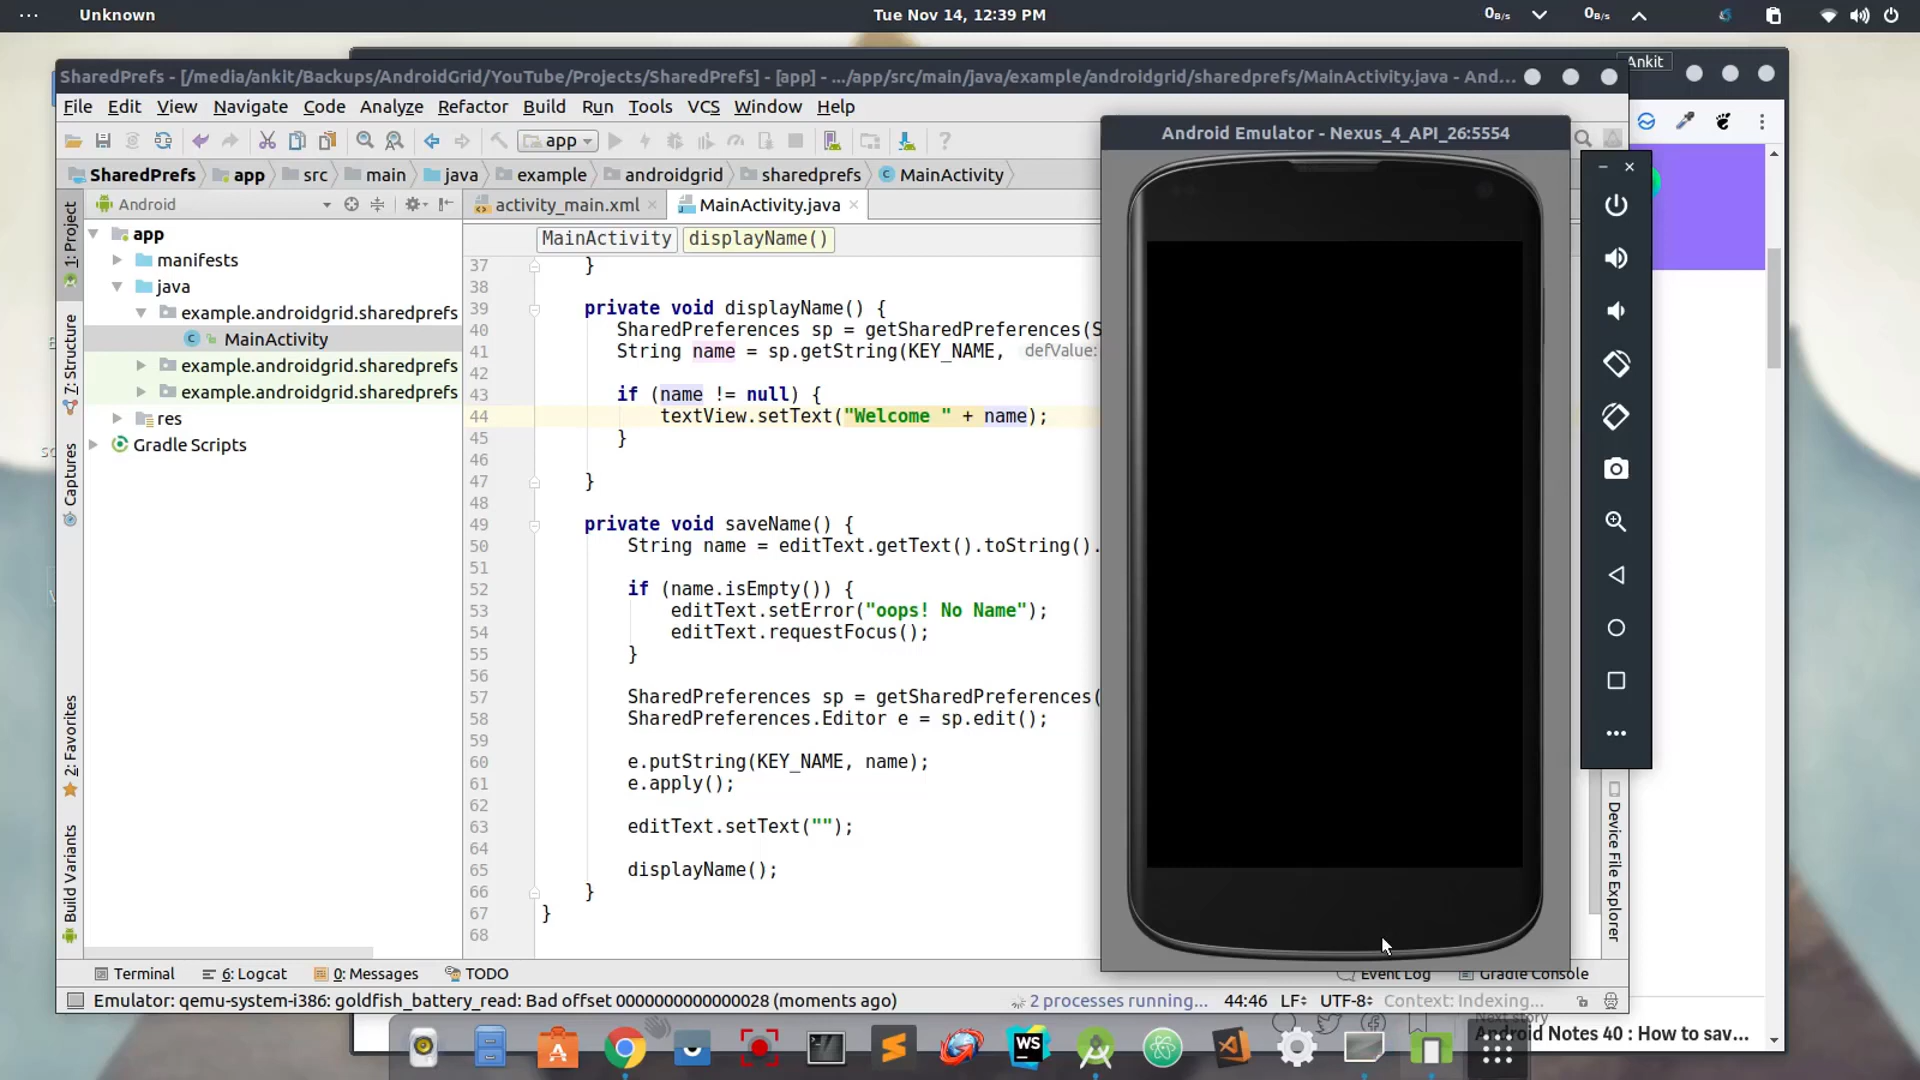 Unknown
Tue Nov 14, 12:39 PM
0B/s
0B/s
Ankit
SharedPrefs - [/media/ankit/Backups/AndroidGrid/YouTube/Projects/SharedPrefs] - [app] - .../app/src/main/java/example/androidgrid/sharedprefs/MainActivity.java - And...
File Edit View Navigate Code Analyze Refactor Build Run Tools VCS Window Help
app
Android Emulator - Nexus_4_API_26:5554
SharedPrefs app src main java example androidgrid sharedprefs MainActivity
Android
activity_main.xml
MainActivity.java
MainActivity displayName()
1: Project
7: Structure
Captures
2: Favorites
Build Variants
app
manifests
java
example.androidgrid.sharedprefs
MainActivity
example.androidgrid.sharedprefs
example.androidgrid.sharedprefs
res
Gradle Scripts
37 }
38
39 private void displayName() {
40 SharedPreferences sp = getSharedPreferences(S
41 String name = sp.getString(KEY_NAME, defValue:
42
43 if (name != null) {
44 textView.setText("Welcome " + name);
45 }
46
47 }
48
49 private void saveName() {
50 String name = editText.getText().toString().
51
52 if (name.isEmpty()) {
53 editText.setError("oops! No Name");
54 editText.requestFocus();
55 }
56
57 SharedPreferences sp = getSharedPreferences(
58 SharedPreferences.Editor e = sp.edit();
59
60 e.putString(KEY_NAME, name);
61 e.apply();
62
63 editText.setText("");
64
65 displayName();
66 }
67 }
68
Device File Explorer
Terminal 6: Logcat 0: Messages TODO Event Log Gradle Console
Emulator: qemu-system-i386: goldfish_battery_read: Bad offset 0000000000000028 (moments ago)
2 processes running... 44:46 LF UTF-8 Context: Indexing...
Next story
Android Notes 40 : How to sav...
WS